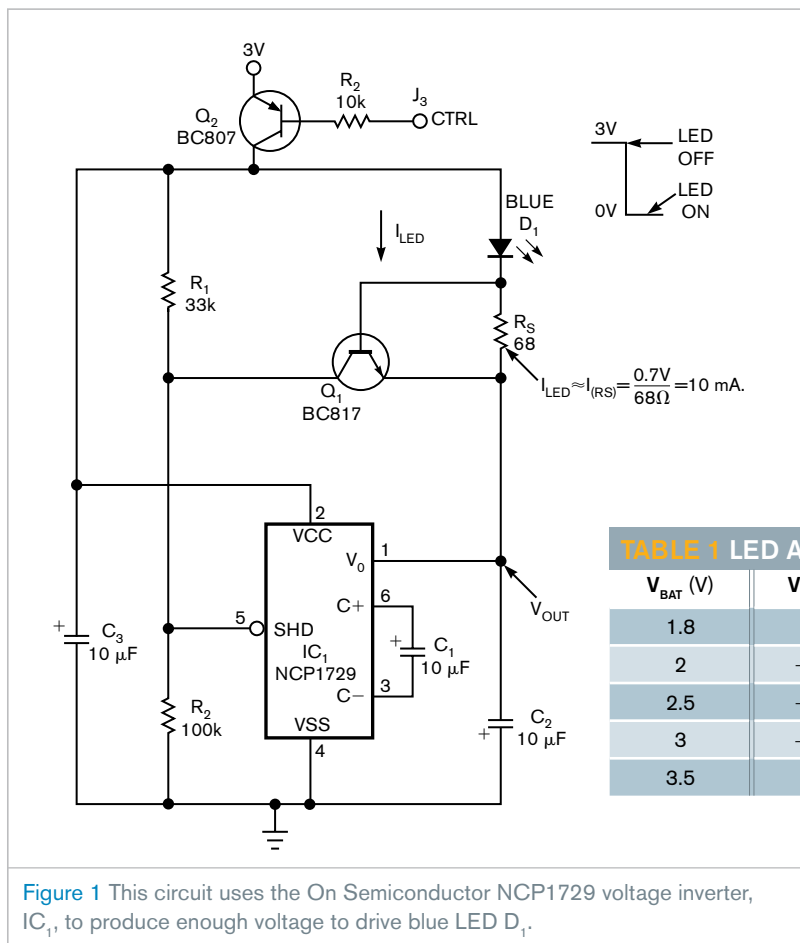 3V
R2
10k
J3
CTRL
Q2
BC807
3V
LED
OFF
0V
LED
ON
BLUE
D1
ILED
R1
33k
RS
68
ILED≈I(RS)=0.7V/68Ω=10 mA.
Q1
BC817
2
VCC
V0
1
5
SHD
C+
6
IC1
NCP1729
C−
3
VSS
4
+
C1
10 µF
VOUT
+
C3
10 µF
R2
100k
+
C2
10 µF
TABLE 1 LED A
VBAT (V)
V
1.8
2
–
2.5
–
3
–
3.5
Figure 1 This circuit uses the On Semiconductor NCP1729 voltage inverter,
IC1, to produce enough voltage to drive blue LED D1.